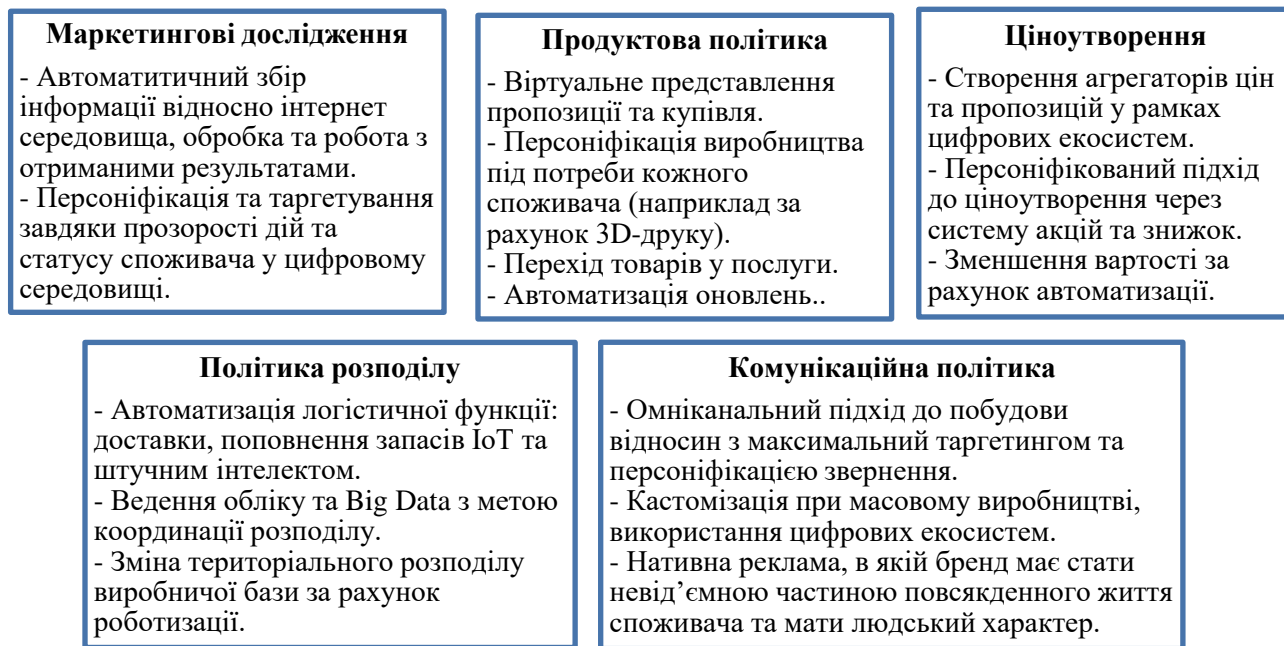 Маркетингові дослідження
- Автоматитичний збір
інформації відносно інтернет
середовища, обробка та робота з
отриманими результатами.
- Персоніфікація та таргетування
завдяки прозорості дій та
статусу споживача у цифровому
середовищі.
Продуктова політика
- Віртуальне представлення
пропозиції та купівля.
- Персоніфікація виробництва
під потреби кожного
споживача (наприклад за
рахунок 3D-друку).
- Перехід товарів у послуги.
- Автоматизація оновлень..
Ціноутворення
- Створення агрегаторів цін
та пропозицій у рамках
цифрових екосистем.
- Персоніфікований підхід
до ціноутворення через
систему акцій та знижок.
- Зменшення вартості за
рахунок автоматизації.
Політика розподілу
- Автоматизація логістичної функції:
доставки, поповнення запасів IoT та
штучним інтелектом.
- Ведення обліку та Big Data з метою
координації розподілу.
- Зміна територіального розподілу
виробничої бази за рахунок
роботизації.
Комунікаційна політика
- Омніканальний підхід до побудови
відносин з максимальний таргетингом та
персоніфікацією звернення.
- Кастомізація при масовому виробництві,
використання цифрових екосистем.
- Нативна реклама, в якій бренд має стати
невід’ємною частиною повсякденного життя
споживача та мати людський характер.